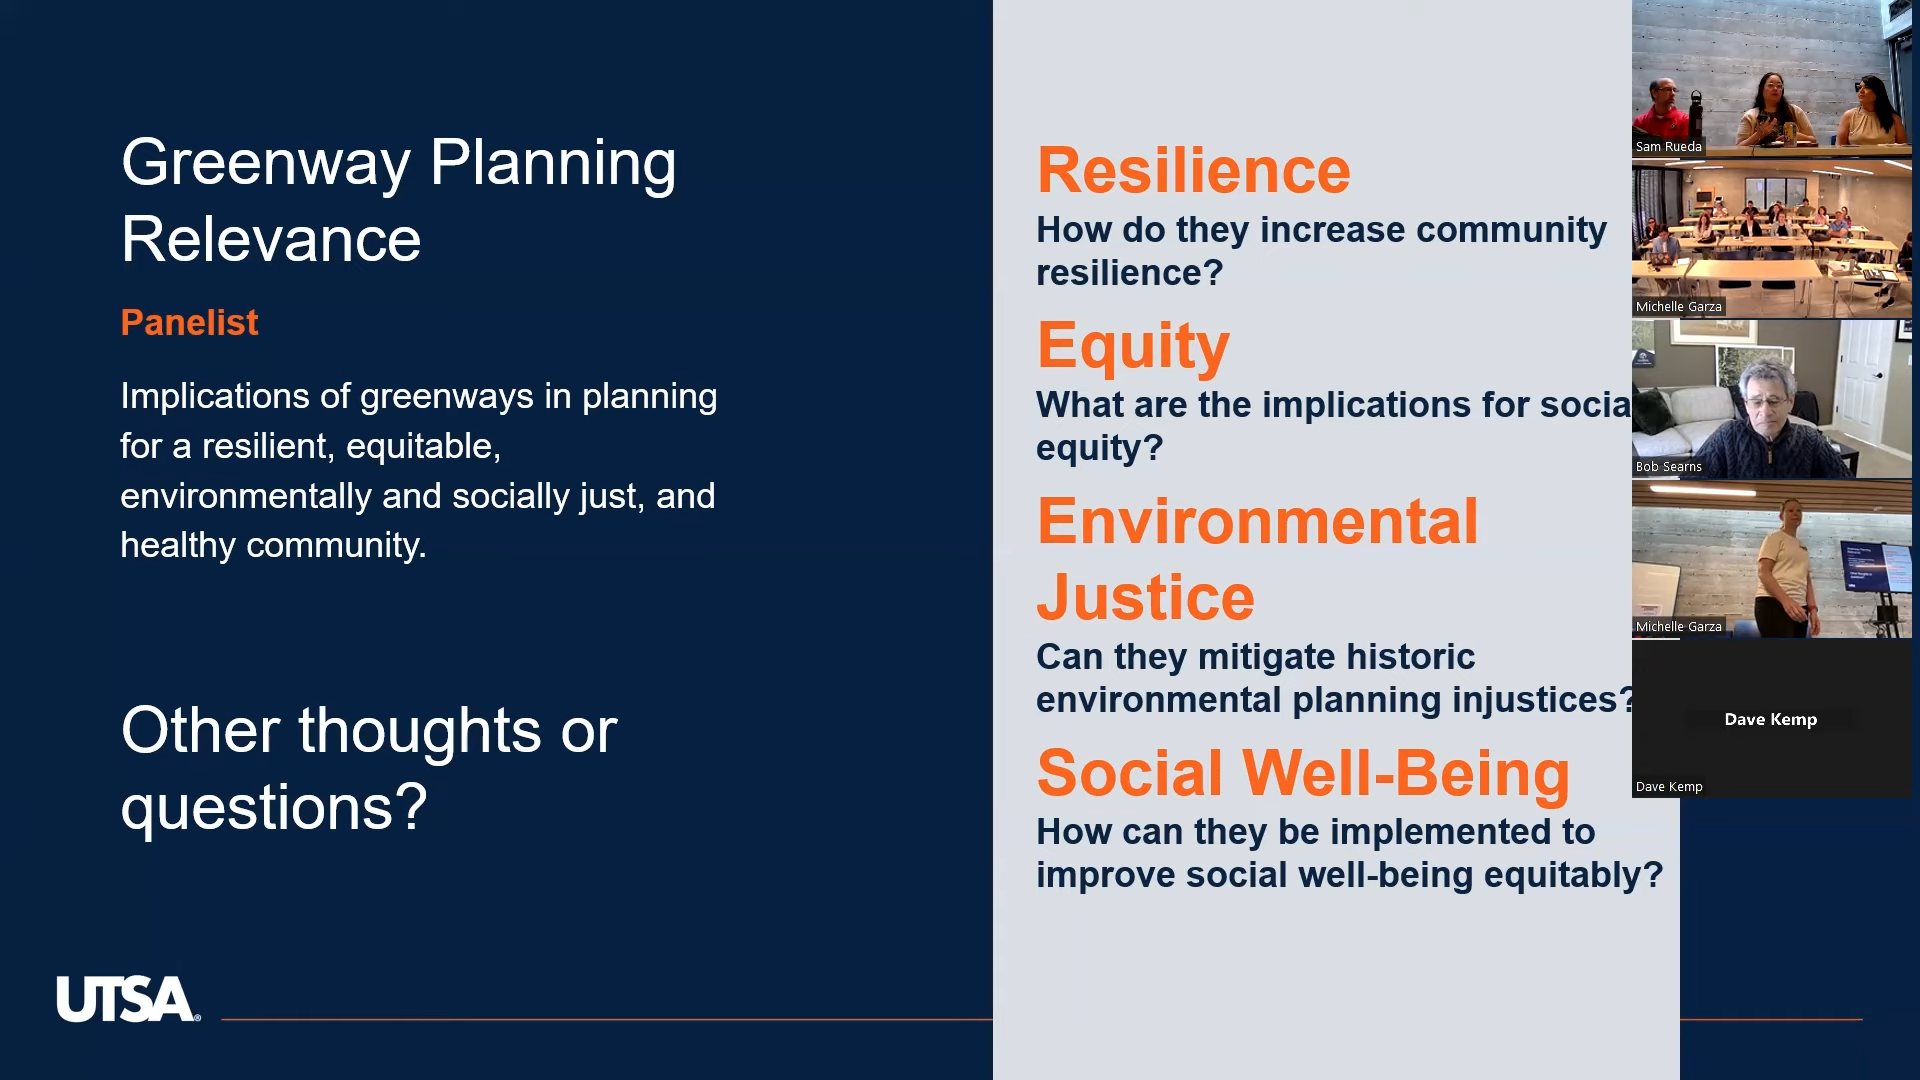 Greenway Planning
Relevance
Panelist
Implications of greenways in planning
for a resilient, equitable,
environmentally and socially just, and
healthy community.
Other thoughts or
questions?
UTSA®
Resilience
How do they increase community
resilience?
Equity
What are the implications for socia
equity?
Environmental
Justice
Can they mitigate historic
environmental planning injustices?
Social Well-Being
How can they be implemented to
improve social well-being equitably?
Sam Rueda
Michelle Garza
Bob Searns
Michelle Garza
Dave Kemp
Dave Kemp